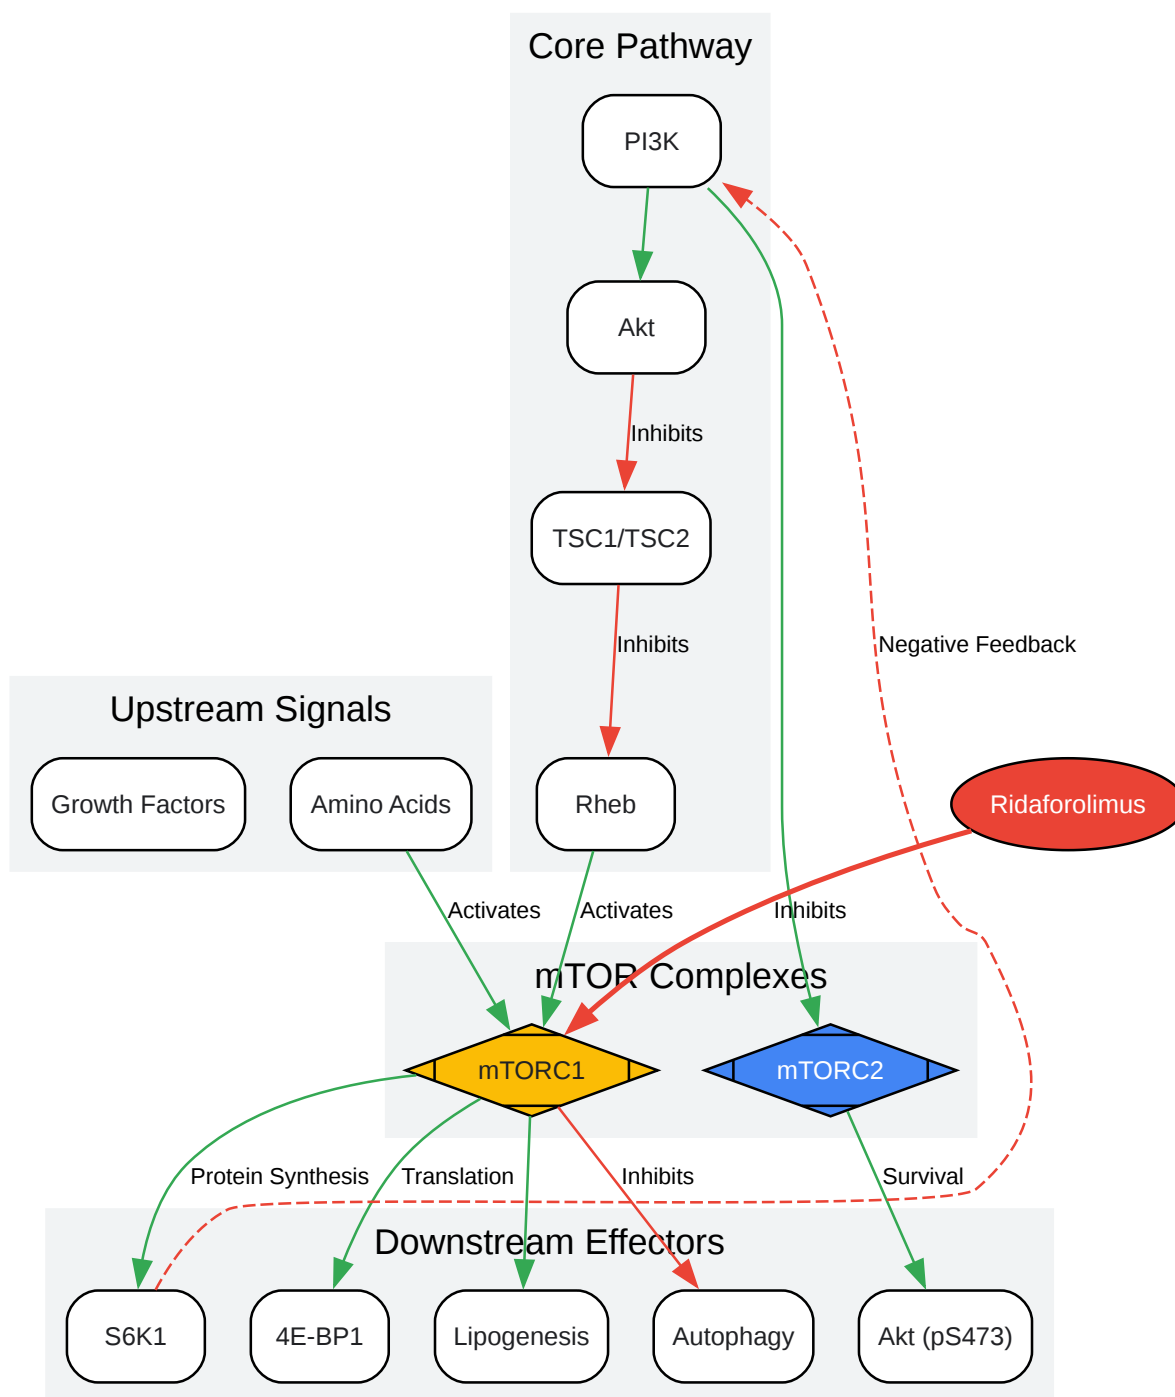 Core Pathway
PI3K
Akt
Inhibits
TSC1/TSC2
Inhibits
Negative Feedback
Upstream Signals
Growth Factors
Amino Acids
Rheb
Ridaforolimus
Activates
Activates
Inhibits
mTOR Complexes
mTORC1
mTORC2
Protein Synthesis
Translation
Inhibits
Survival
Downstream Effectors
S6K1
4E-BP1
Lipogenesis
Autophagy
Akt (pS473)